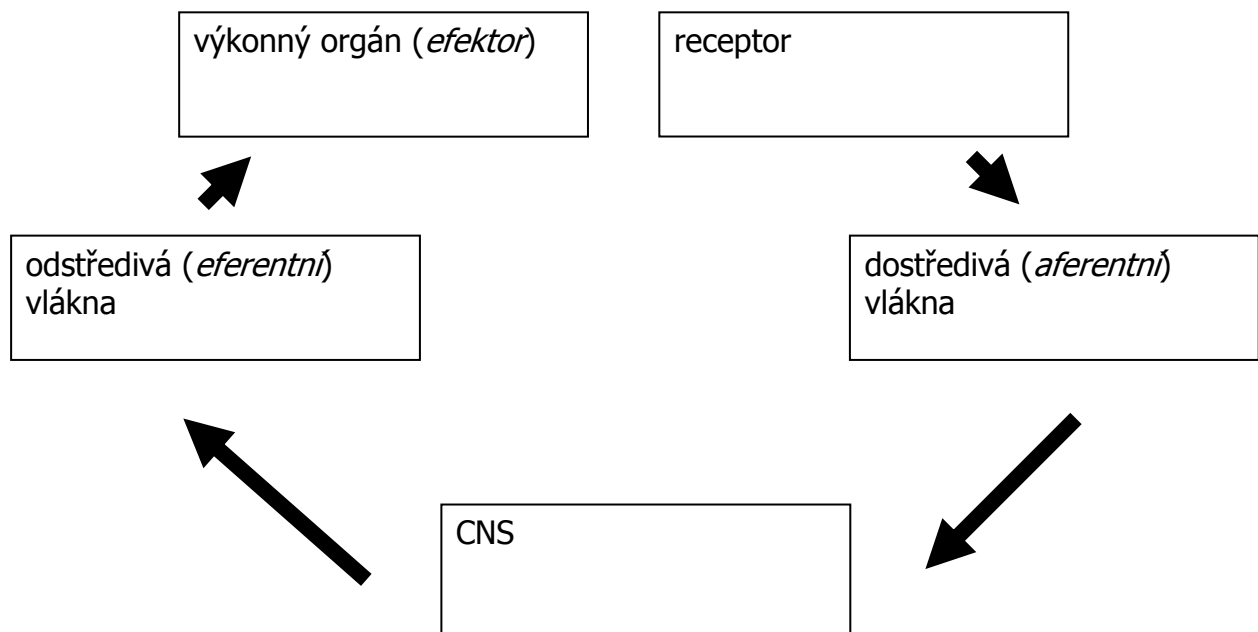 výkonný orgán (efektor)
receptor
odstředivá (eferentní)
vlákna
dostředivá (aferentní)
vlákna
CNS